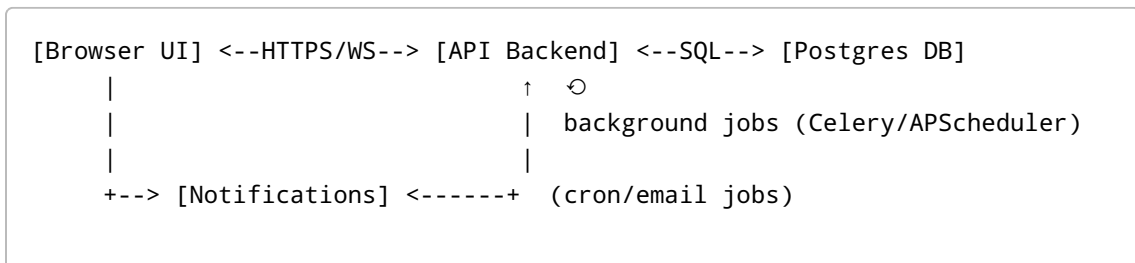 [Browser UI] <--HTTPS/WS--> [API Backend] <--SQL--> [Postgres DB]
| ↑ ⟲
| | background jobs (Celery/APScheduler)
| |
+--> [Notifications] <------+ (cron/email jobs)